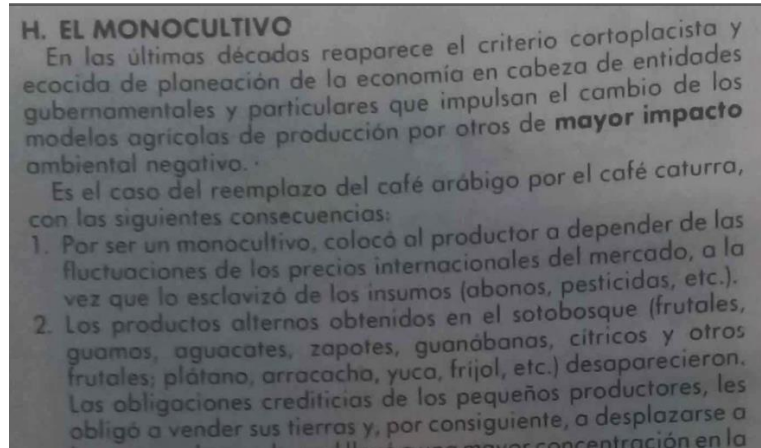 H. EL MONOCULTIVO
En las últimas décadas reaparece el criterio cortoplacista y
ecocida de planeación de la economía en cabeza de entidades
gubernamentales y particulares que impulsan el cambio de los
modelos agrícolas de producción por otros de mayor impacto
ambiental negativo.
Es el caso del reemplazo del café arábigo por el café caturra,
con las siguientes consecuencias:
1. Por ser un monocultivo, colocó al productor a depender de las
fluctuaciones de los precios internacionales del mercado, a la
vez que lo esclavizó de los insumos (abonos, pesticidas, etc.).
2. Los productos alternos obtenidos en el sotobosque (frutales,
guamas, aguacates, zapotes, guanábanas, cítricos y otros
frutales; plátano, arracacha, yuca, frijol, etc.) desaparecieron.
Las obligaciones crediticias de los pequeños productores, les
obligó a vender sus tierras y, por consiguiente, a desplazarse a
mayor concentración en la